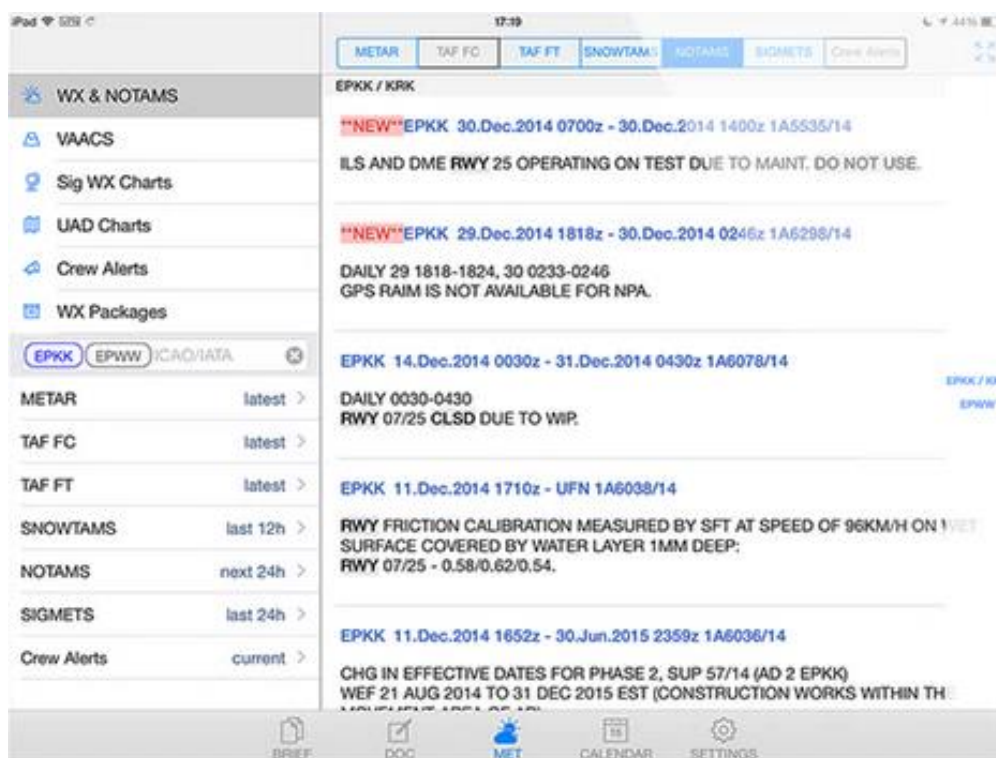 iPad
17:19
44%
METAR TAF FC TAF FT SNOWTAMS NOTAMS SIGMETS Crew Alerts
WX & NOTAMS
VAACS
Sig WX Charts
UAD Charts
Crew Alerts
WX Packages
EPKK EPWW ICAO/IATA
METAR latest
TAF FC latest
TAF FT latest
SNOWTAMS last 12h
NOTAMS next 24h
SIGMETS last 24h
Crew Alerts current
EPKK / KRK
**NEW**EPKK 30.Dec.2014 0700z - 30.Dec.2014 1400z 1A5535/14
ILS AND DME RWY 25 OPERATING ON TEST DUE TO MAINT. DO NOT USE.
**NEW**EPKK 29.Dec.2014 1818z - 30.Dec.2014 0246z 1A6298/14
DAILY 29 1818-1824, 30 0233-0246
GPS RAIM IS NOT AVAILABLE FOR NPA.
EPKK 14.Dec.2014 0030z - 31.Dec.2014 0430z 1A6078/14
DAILY 0030-0430
RWY 07/25 CLSD DUE TO WIP.
EPKK 11.Dec.2014 1710z - UFN 1A6038/14
RWY FRICTION CALIBRATION MEASURED BY SFT AT SPEED OF 96KM/H ON WET
SURFACE COVERED BY WATER LAYER 1MM DEEP:
RWY 07/25 - 0.58/0.62/0.54.
EPKK 11.Dec.2014 1652z - 30.Jun.2015 2359z 1A6036/14
CHG IN EFFECTIVE DATES FOR PHASE 2, SUP 57/14 (AD 2 EPKK)
WEF 21 AUG 2014 TO 31 DEC 2015 EST (CONSTRUCTION WORKS WITHIN TH
MOVEMENT AREA OF AD)
EPKK / KR
EPWW
BRIEF DOC MET CALENDAR SETTINGS